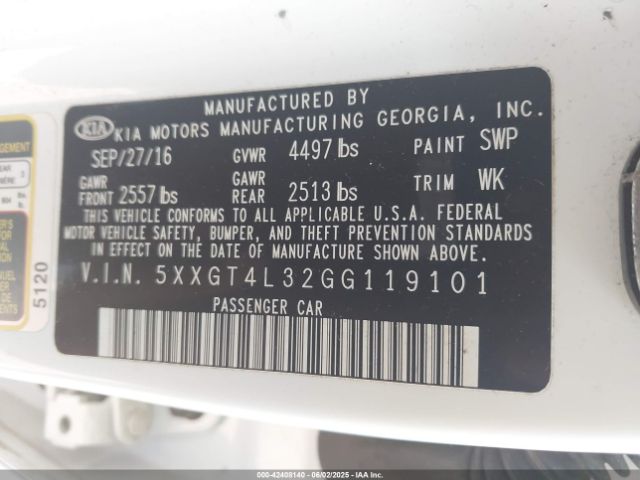 MANUFACTURED BY
KIA KIA MOTORS MANUFACTURING GEORGIA, INC.
SEP/27/16 GVWR 4497 lbs PAINT SWP
GAWR FRONT 2557 lbs GAWR REAR 2513 lbs TRIM WK
THIS VEHICLE CONFORMS TO ALL APPLICABLE U.S.A. FEDERAL
MOTOR VEHICLE SAFETY, BUMPER, AND THEFT PREVENTION STANDARDS
IN EFFECT ON THE DATE OF MANUFACTURE SHOWN ABOVE.
V.I.N. 5XXGT4L32GG119101
PASSENGER CAR
5120
000-42408140 - 06/02/2025 - IAAI.com